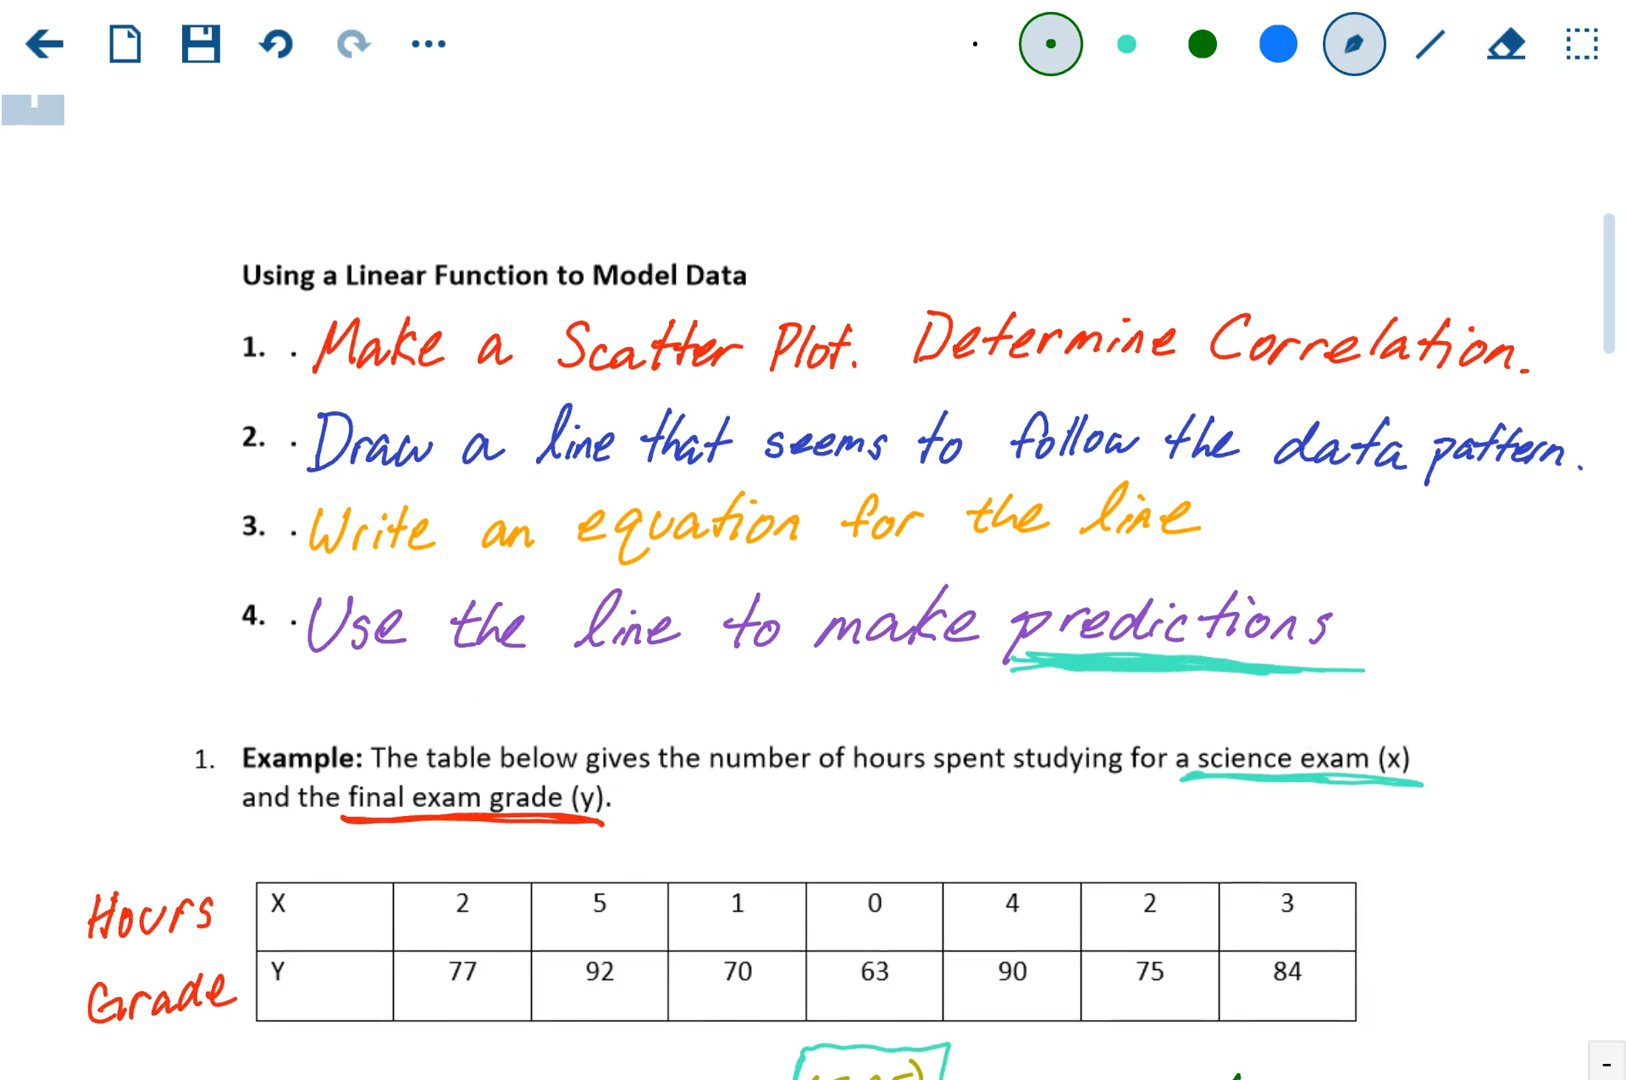 Using a Linear Function to Model Data
1. . Make a Scatter Plot. Determine Correlation.
2. . Draw a line that seems to follow the data pattern.
3. . Write an equation for the line
4. . Use the line to make predictions
1. Example: The table below gives the number of hours spent studying for a science exam (x)
and the final exam grade (y).
Hours X 2 5 1 0 4 2 3
Grade Y 77 92 70 63 90 75 84